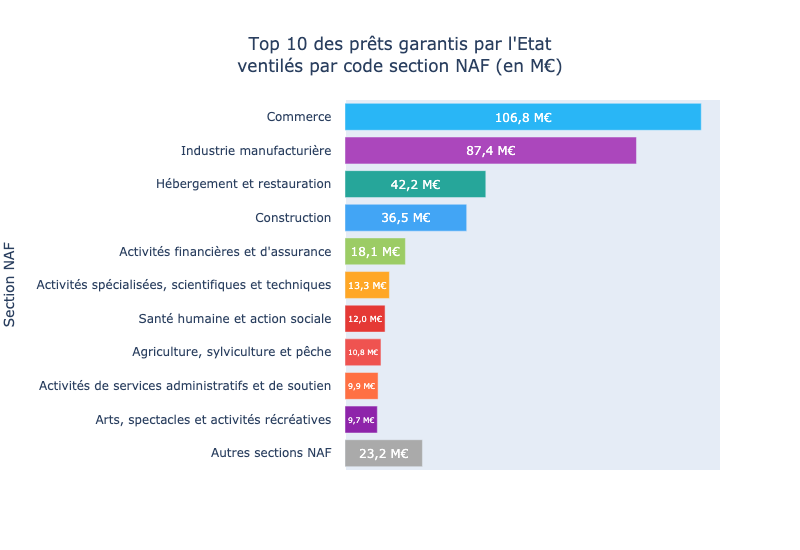 Top 10 des prêts garantis par l'Etat
ventilés par code section NAF (en M€)
Section NAF
Commerce 106,8 M€
Industrie manufacturière 87,4 M€
Hébergement et restauration 42,2 M€
Construction 36,5 M€
Activités financières et d'assurance 18,1 M€
Activités spécialisées, scientifiques et techniques 13,3 M€
Santé humaine et action sociale 12,0 M€
Agriculture, sylviculture et pêche 10,8 M€
Activités de services administratifs et de soutien 9,9 M€
Arts, spectacles et activités récréatives 9,7 M€
Autres sections NAF 23,2 M€